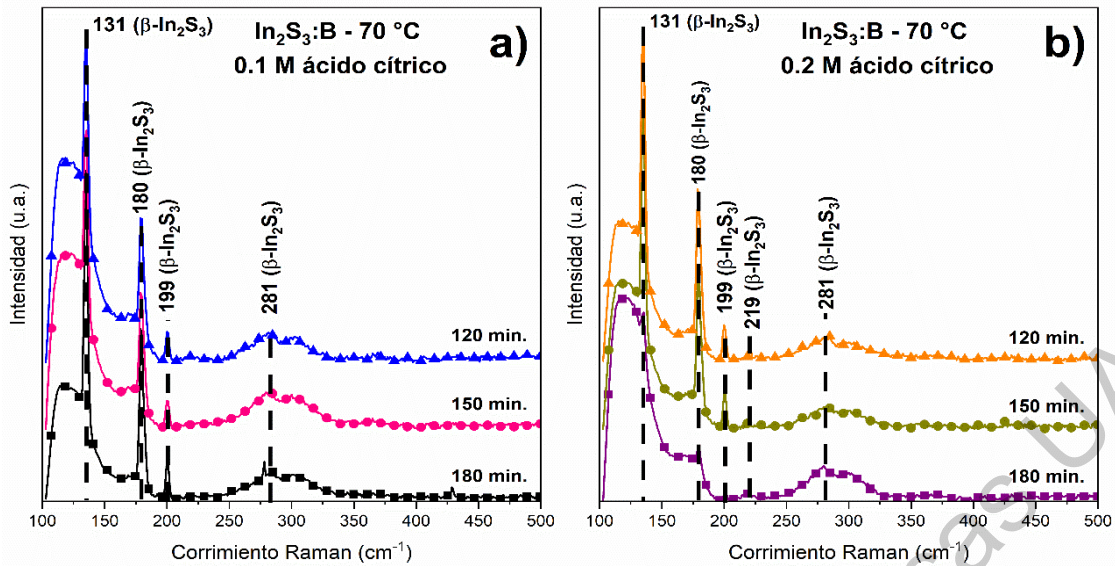 131 (β-In₂S₃)
In₂S₃:B - 70 °C
0.1 M ácido cítrico
a)
180 (β-In₂S₃)
199 (β-In₂S₃)
281 (β-In₂S₃)
120 min.
150 min.
180 min.
Intensidad (u.a.)
100 150 200 250 300 350 400 450 500
Corrimiento Raman (cm⁻¹)
131 (β-In₂S₃)
In₂S₃:B - 70 °C
0.2 M ácido cítrico
b)
180 (β-In₂S₃)
199 (β-In₂S₃)
219 (β-In₂S₃)
281 (β-In₂S₃)
120 min.
150 min.
180 min.
Intensidad (u.a.)
100 150 200 250 300 350 400 450 500
Corrimiento Raman (cm⁻¹)